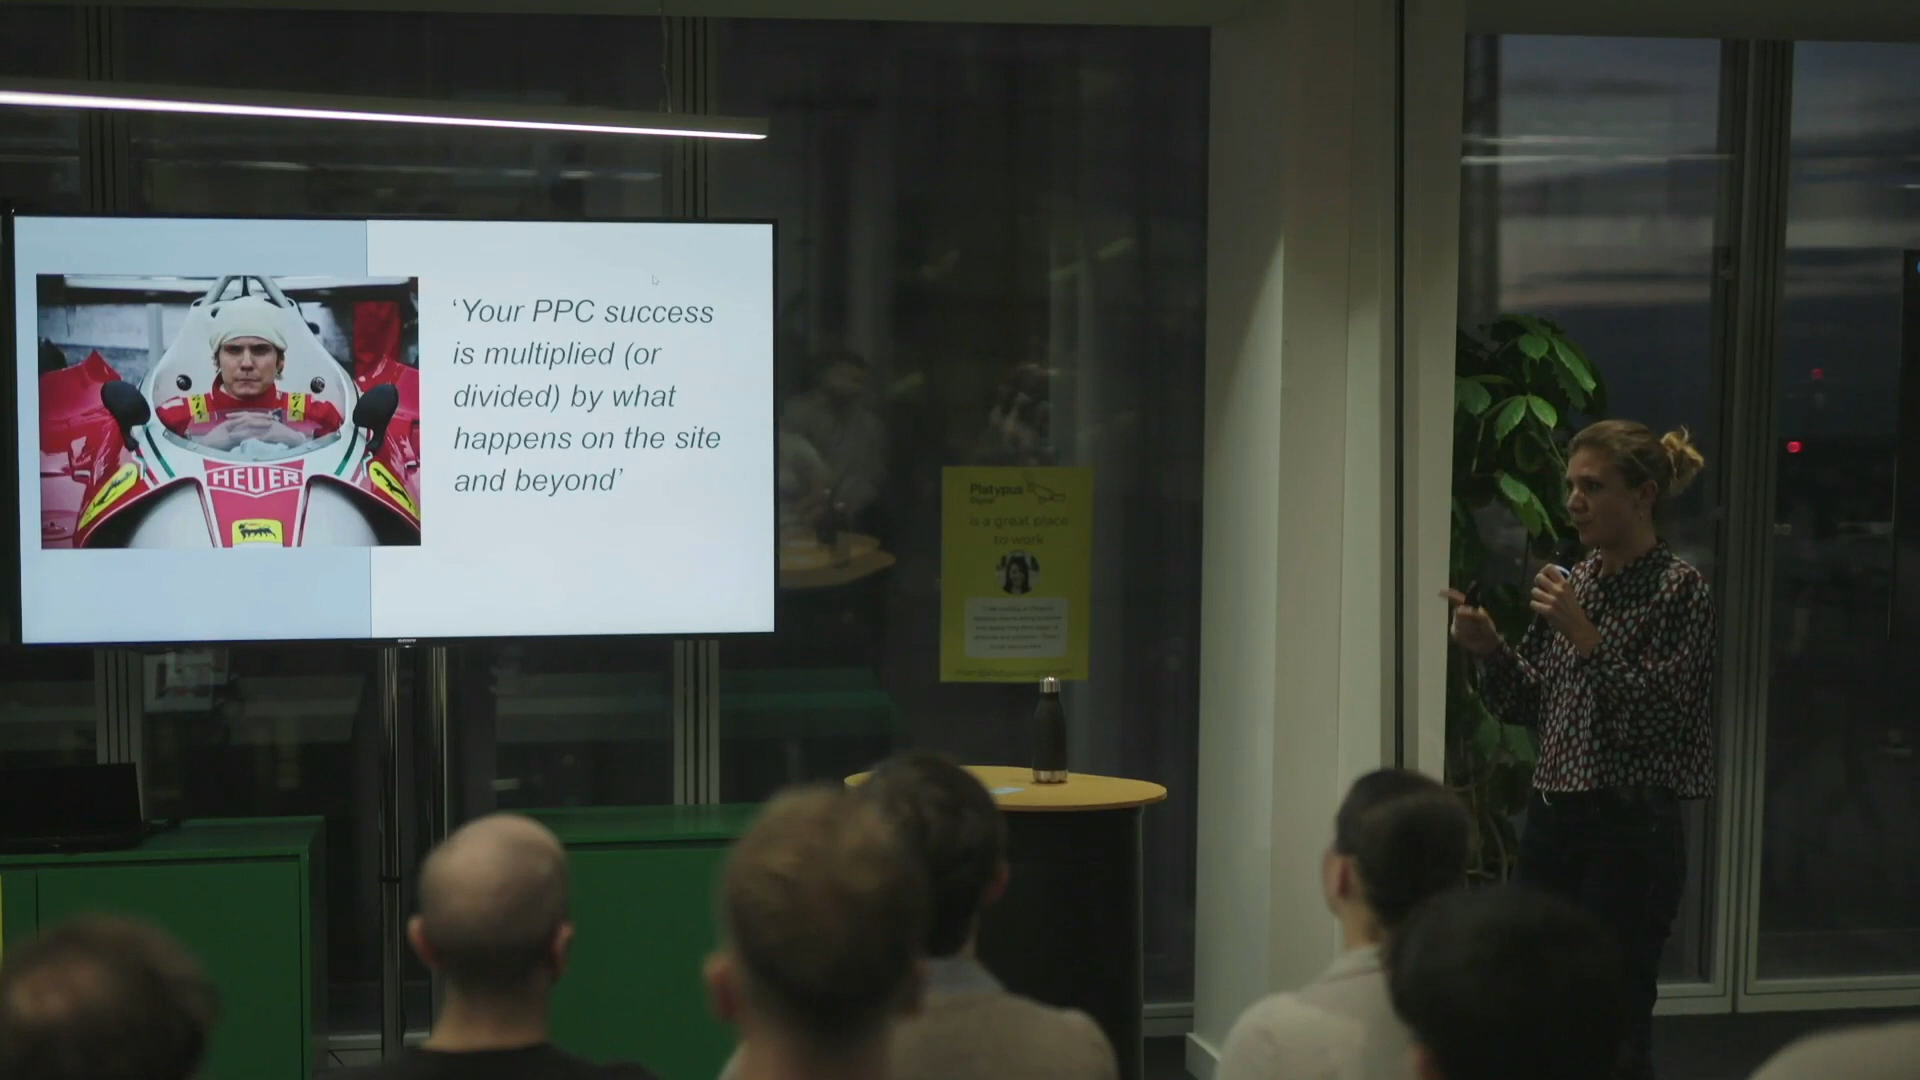 ‘Your PPC success
is multiplied (or
divided) by what
happens on the site
and beyond’
HEUER
Platypus
Digital
is a great place
to work